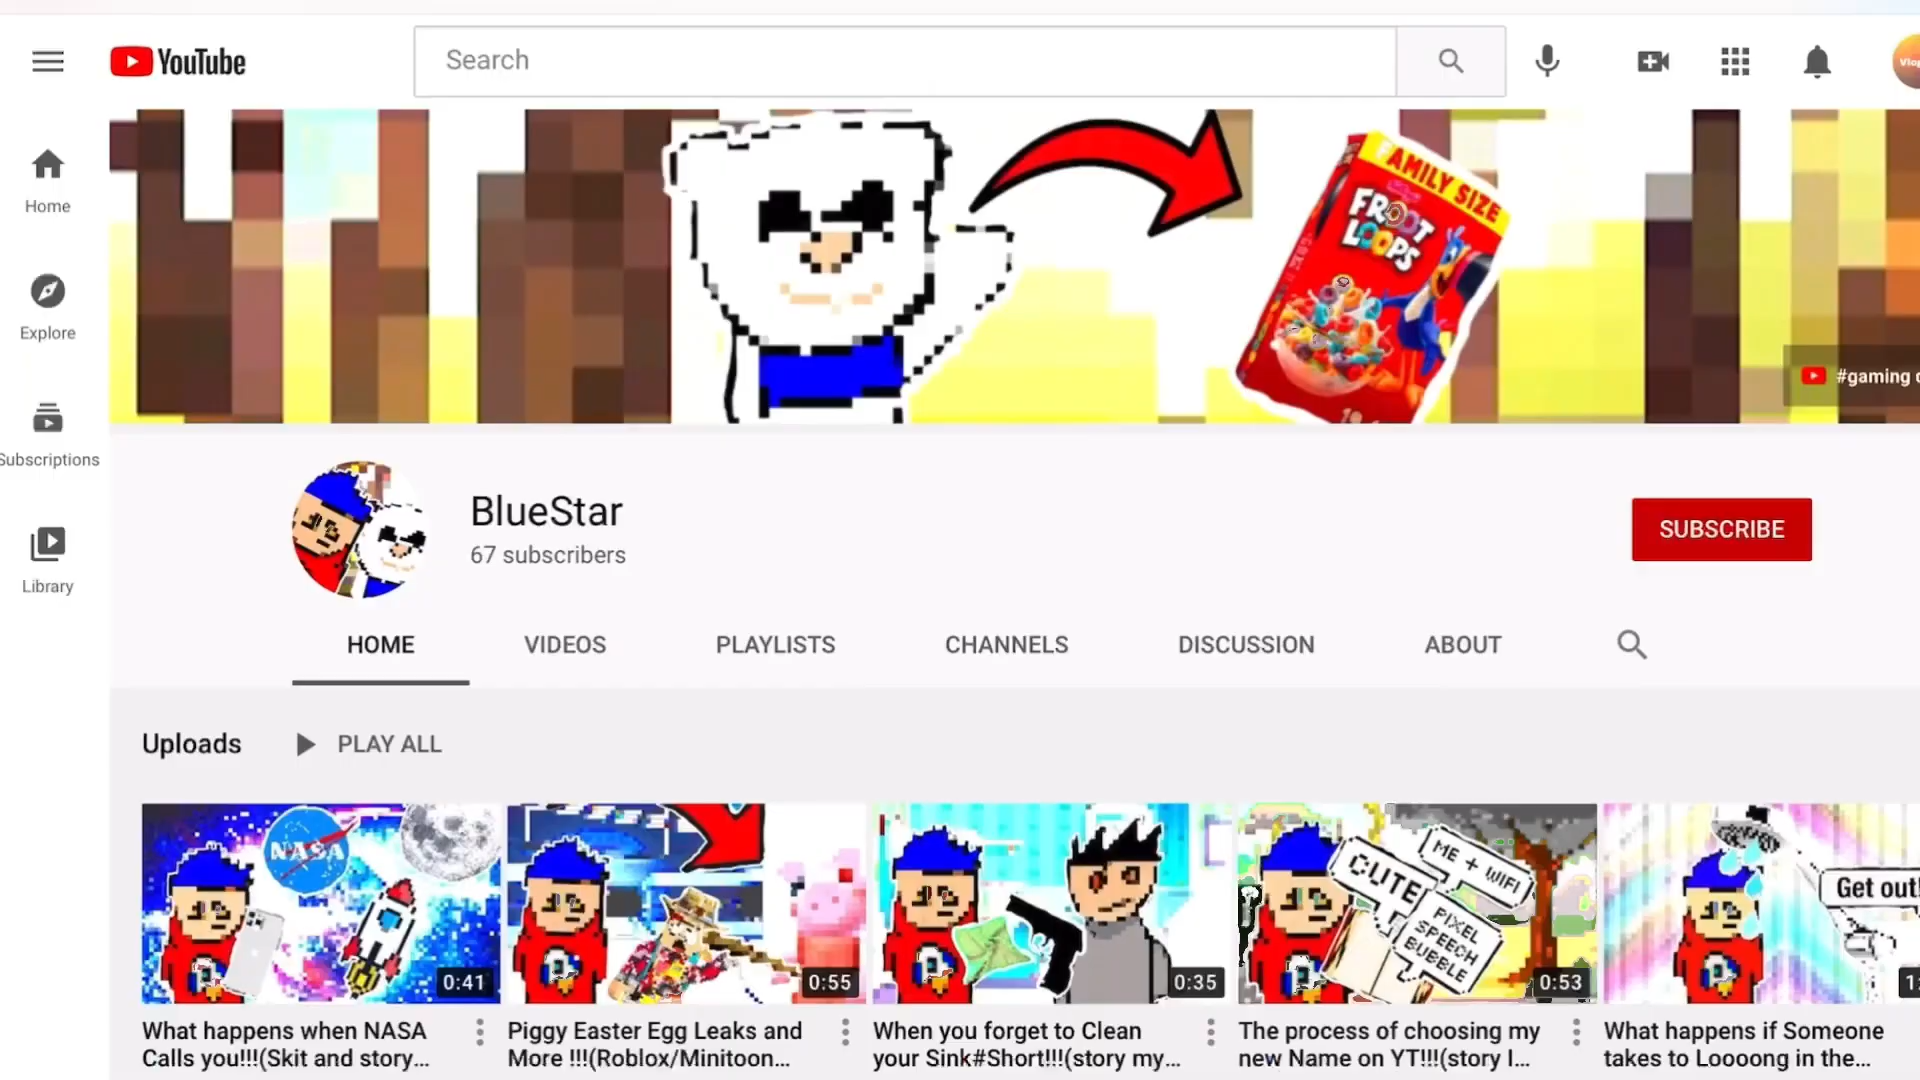 YouTube
Search
Vlog
Home
Explore
Subscriptions
Library
FAMILY SIZE
Kellogg's
FROOT
LOOPS
#gaming
BlueStar
67 subscribers
SUBSCRIBE
HOME VIDEOS PLAYLISTS CHANNELS DISCUSSION ABOUT
Uploads PLAY ALL
NASA
0:41
0:55
0:35
CUTE
ME + WIFI
PIXEL
SPEECH
BUBBLE
0:53
Get out!
What happens when NASA
Calls you!!!(Skit and story...
Piggy Easter Egg Leaks and
More !!!(Roblox/Minitoon...
When you forget to Clean
your Sink#Short!!!(story my...
The process of choosing my
new Name on YT!!!(story I...
What happens if Someone
takes to Loooong in the...